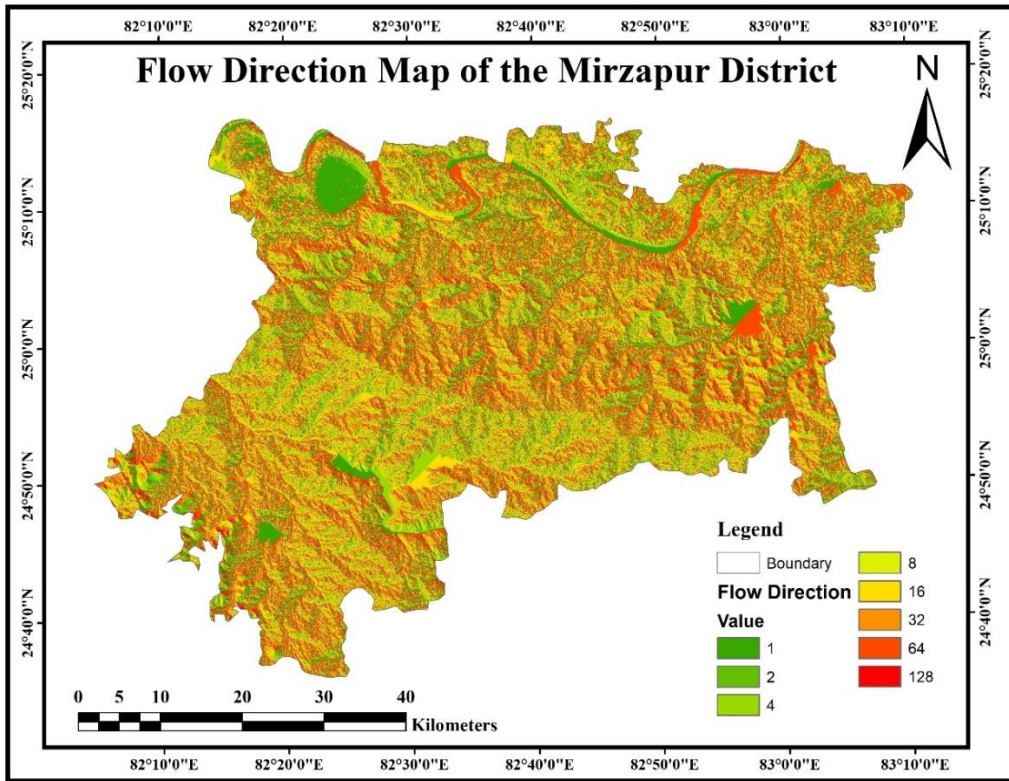 82°10'0"E 82°20'0"E 82°30'0"E 82°40'0"E 82°50'0"E 83°0'0"E 83°10'0"E
Flow Direction Map of the Mirzapur District
N
25°20'0"N 25°20'0"N
25°10'0"N 25°10'0"N
25°0'0"N 25°0'0"N
24°50'0"N 24°50'0"N
24°40'0"N 24°40'0"N
Legend
Boundary
Flow Direction
Value
1
2
4
8
16
32
64
128
0 5 10 20 30 40
Kilometers
82°10'0"E 82°20'0"E 82°30'0"E 82°40'0"E 82°50'0"E 83°0'0"E 83°10'0"E